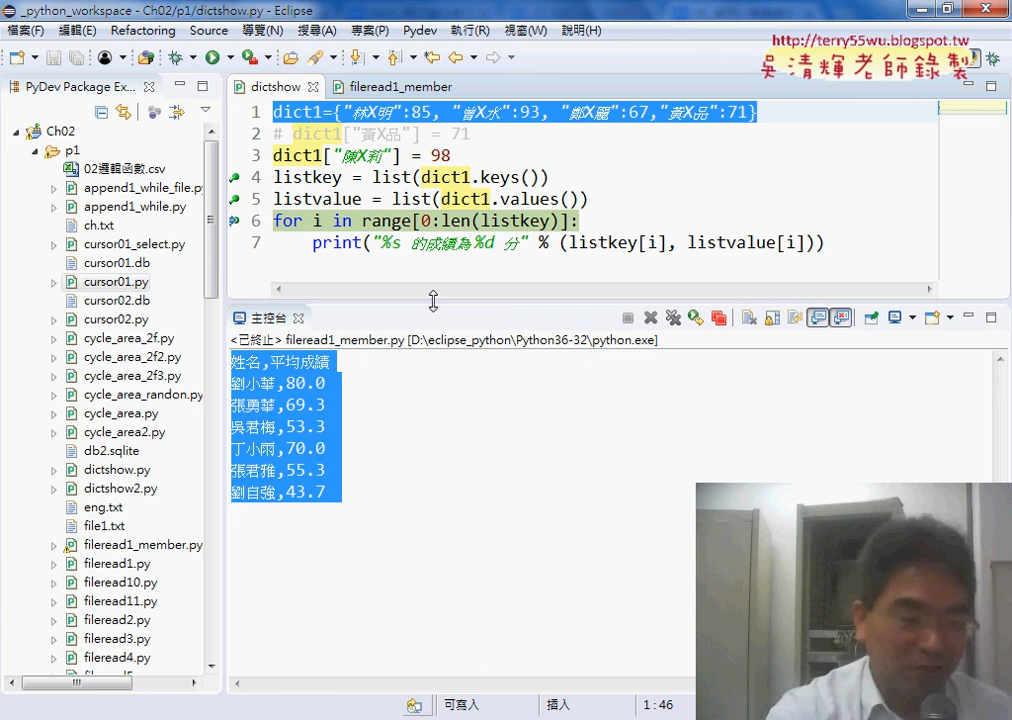 _python_workspace - Ch02/p1/dictshow.py - Eclipse
檔案(F) 編輯(E) Refactoring Source 導覽(N) 搜尋(A) 專案(P) Pydev 執行(R) 視窗(W) 說明(H)
http://terry55wu.blogspot.tw
吳清輝老師錄製
PyDev Package Ex...
Ch02
p1
02邏輯函數.csv
append1_while_file.py
append1_while.py
ch.txt
cursor01_select.py
cursor01.db
cursor01.py
cursor02.db
cursor02.py
cycle_area_2f.py
cycle_area_2f2.py
cycle_area_2f3.py
cycle_area_randon.py
cycle_area.py
cycle_area2.py
db2.sqlite
dictshow.py
dictshow2.py
eng.txt
file1.txt
fileread1_member.py
fileread1.py
fileread10.py
fileread11.py
fileread2.py
fileread3.py
fileread4.py
dictshow fileread1_member
1 dict1={"林X明":85, "曾X水":93, "鄭X麗":67,"黃X品":71}
2 # dict1["黃X品"] = 71
3 dict1["陳X莉"] = 98
4 listkey = list(dict1.keys())
5 listvalue = list(dict1.values())
6 for i in range[0:len(listkey)]:
7 print("%s 的成績為%d 分" % (listkey[i], listvalue[i]))
主控台
<已終止> fileread1_member.py [D:\eclipse_python\Python36-32\python.exe]
姓名,平均成績
劉小華,80.0
張勇華,69.3
吳君梅,53.3
丁小雨,70.0
張君雅,55.3
劉自強,43.7
可寫入 插入 1:46